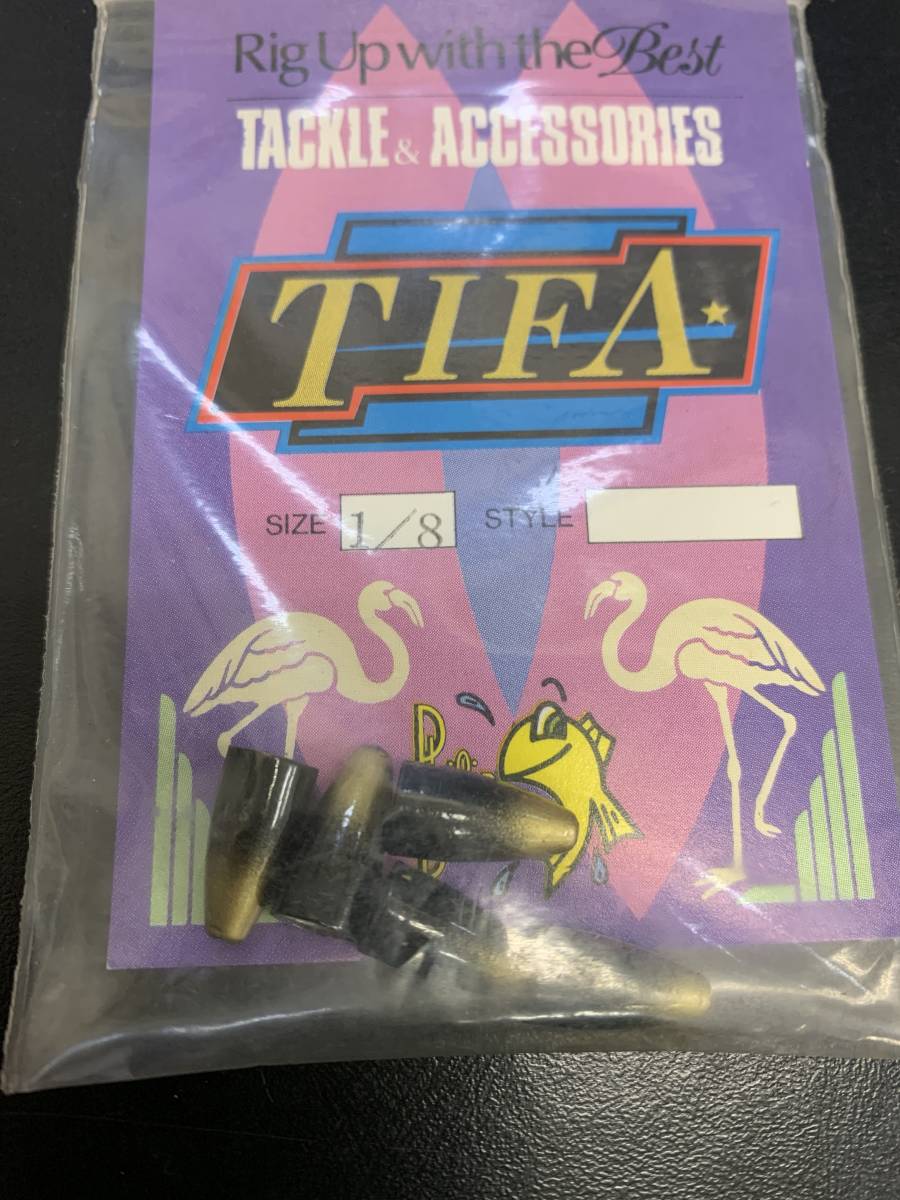 Rig Up with the Best
TACKLE & ACCESSORIES
TIFA
SIZE 1/8 STYLE